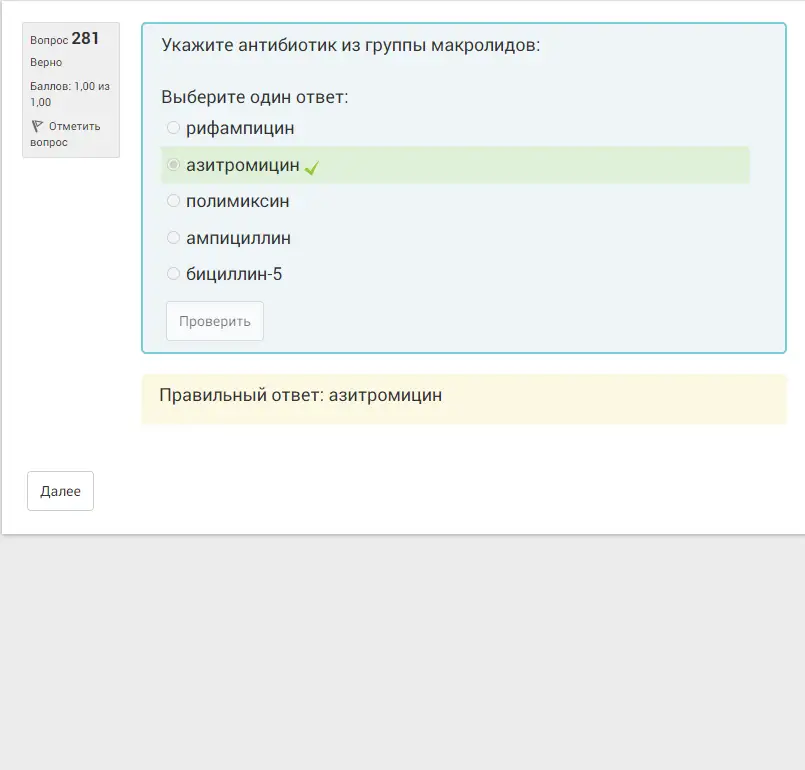 Вопрос 281
Верно
Баллов: 1,00 из
1,00
Отметить
вопрос
Укажите антибиотик из группы макролидов:
Выберите один ответ:
рифампицин
азитромицин
полимиксин
ампициллин
бициллин-5
Проверить
Правильный ответ: азитромицин
Далее